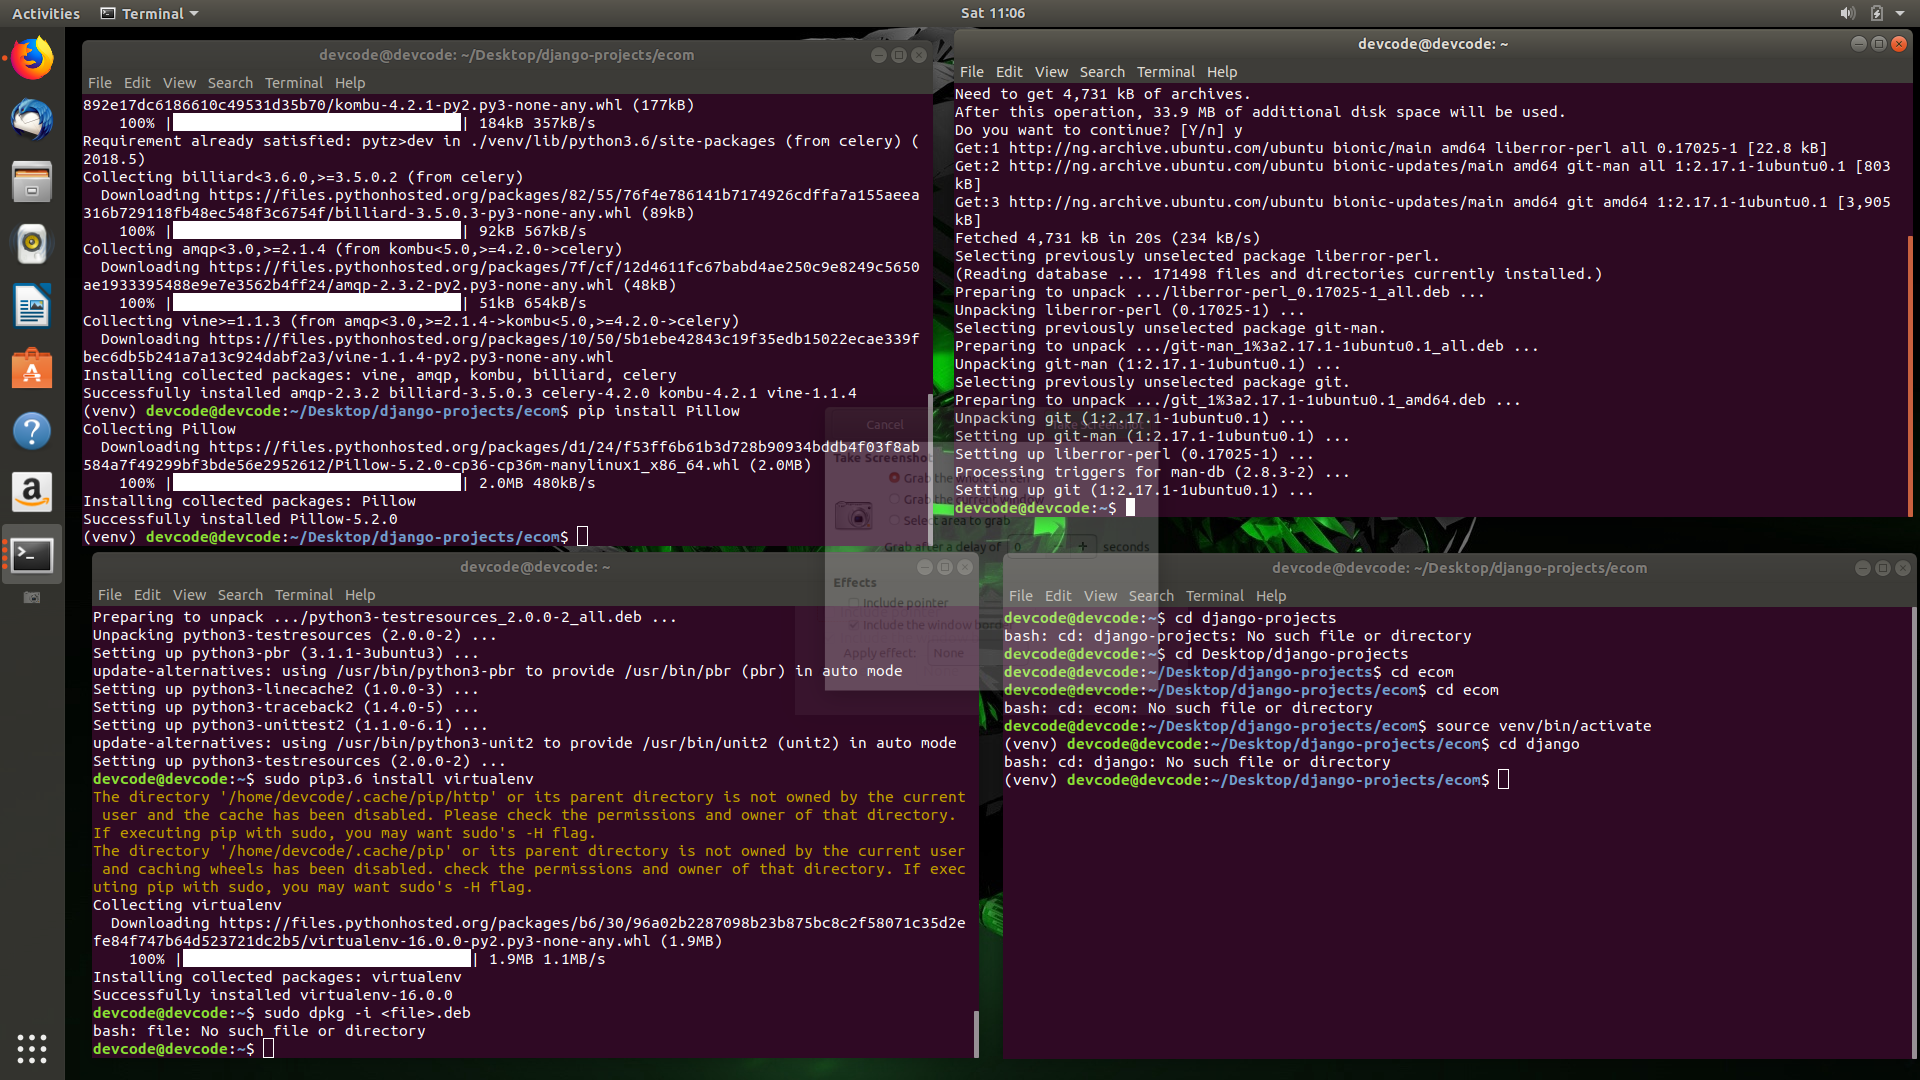 Activities
Terminal
Sat 11:06
devcode@devcode: ~/Desktop/django-projects/ecom
File Edit View Search Terminal Help
892e17dc6186610c49531d35b70/kombu-4.2.1-py2.py3-none-any.whl (177kB)
100% | | 184kB 357kB/s
Requirement already satisfied: pytz>dev in ./venv/lib/python3.6/site-packages (from celery) (
2018.5)
Collecting billiard<3.6.0,>=3.5.0.2 (from celery)
Downloading https://files.pythonhosted.org/packages/82/55/76f4e786141b7174926cdffa7a155aeea
316b729118fb48ec548f3c6754f/billiard-3.5.0.3-py3-none-any.whl (89kB)
100% | | 92kB 567kB/s
Collecting amqp<3.0,>=2.1.4 (from kombu<5.0,>=4.2.0->celery)
Downloading https://files.pythonhosted.org/packages/7f/cf/12d4611fc67babd4ae250c9e8249c5650
ae1933395488e9e7e3562b4ff24/amqp-2.3.2-py2.py3-none-any.whl (48kB)
100% | | 51kB 654kB/s
Collecting vine>=1.1.3 (from amqp<3.0,>=2.1.4->kombu<5.0,>=4.2.0->celery)
Downloading https://files.pythonhosted.org/packages/10/50/5b1ebe42843c19f35edb15022ecae339f
bec6db5b241a7a13c924dabf2a3/vine-1.1.4-py2.py3-none-any.whl
Installing collected packages: vine, amqp, kombu, billiard, celery
Successfully installed amqp-2.3.2 billiard-3.5.0.3 celery-4.2.0 kombu-4.2.1 vine-1.1.4
(venv) devcode@devcode:~/Desktop/django-projects/ecom$ pip install Pillow
Collecting Pillow
Downloading https://files.pythonhosted.org/packages/d1/24/f53ff6b61b3d728b90934bddb4f03f8ab
584a7f49299bf3bde56e2952612/Pillow-5.2.0-cp36-cp36m-manylinux1_x86_64.whl (2.0MB)
100% | | 2.0MB 480kB/s
Installing collected packages: Pillow
Successfully installed Pillow-5.2.0
(venv) devcode@devcode:~/Desktop/django-projects/ecom$
devcode@devcode: ~
File Edit View Search Terminal Help
Need to get 4,731 kB of archives.
After this operation, 33.9 MB of additional disk space will be used.
Do you want to continue? [Y/n] y
Get:1 http://ng.archive.ubuntu.com/ubuntu bionic/main amd64 liberror-perl all 0.17025-1 [22.8 kB]
Get:2 http://ng.archive.ubuntu.com/ubuntu bionic-updates/main amd64 git-man all 1:2.17.1-1ubuntu0.1 [803
kB]
Get:3 http://ng.archive.ubuntu.com/ubuntu bionic-updates/main amd64 git amd64 1:2.17.1-1ubuntu0.1 [3,905
kB]
Fetched 4,731 kB in 20s (234 kB/s)
Selecting previously unselected package liberror-perl.
(Reading database ... 171498 files and directories currently installed.)
Preparing to unpack .../liberror-perl_0.17025-1_all.deb ...
Unpacking liberror-perl (0.17025-1) ...
Selecting previously unselected package git-man.
Preparing to unpack .../git-man_1%3a2.17.1-1ubuntu0.1_all.deb ...
Unpacking git-man (1:2.17.1-1ubuntu0.1) ...
Selecting previously unselected package git.
Preparing to unpack .../git_1%3a2.17.1-1ubuntu0.1_amd64.deb ...
Unpacking git (1:2.17.1-1ubuntu0.1) ...
Setting up git-man (1:2.17.1-1ubuntu0.1) ...
Setting up liberror-perl (0.17025-1) ...
Processing triggers for man-db (2.8.3-2) ...
Setting up git (1:2.17.1-1ubuntu0.1) ...
devcode@devcode:~$
Cancel
Take Screenshot
Take Screenshot
Grab the whole screen
Grab the current window
Select area to grab
Grab after a delay of 0 - + seconds
Effects
Include pointer
Include the window border
Apply effect: None
devcode@devcode: ~
File Edit View Search Terminal Help
Preparing to unpack .../python3-testresources_2.0.0-2_all.deb ...
Unpacking python3-testresources (2.0.0-2) ...
Setting up python3-pbr (3.1.1-3ubuntu3) ...
update-alternatives: using /usr/bin/python3-pbr to provide /usr/bin/pbr (pbr) in auto mode
Setting up python3-linecache2 (1.0.0-3) ...
Setting up python3-traceback2 (1.4.0-5) ...
Setting up python3-unittest2 (1.1.0-6.1) ...
update-alternatives: using /usr/bin/python3-unit2 to provide /usr/bin/unit2 (unit2) in auto mode
Setting up python3-testresources (2.0.0-2) ...
devcode@devcode:~$ sudo pip3.6 install virtualenv
The directory '/home/devcode/.cache/pip/http' or its parent directory is not owned by the current
user and the cache has been disabled. Please check the permissions and owner of that directory.
If executing pip with sudo, you may want sudo's -H flag.
The directory '/home/devcode/.cache/pip' or its parent directory is not owned by the current user
and caching wheels has been disabled. check the permissions and owner of that directory. If exec
uting pip with sudo, you may want sudo's -H flag.
Collecting virtualenv
Downloading https://files.pythonhosted.org/packages/b6/30/96a02b2287098b23b875bc8c2f58071c35d2e
fe84f747b64d523721dc2b5/virtualenv-16.0.0-py2.py3-none-any.whl (1.9MB)
100% | | 1.9MB 1.1MB/s
Installing collected packages: virtualenv
Successfully installed virtualenv-16.0.0
devcode@devcode:~$ sudo dpkg -i <file>.deb
bash: file: No such file or directory
devcode@devcode:~$
devcode@devcode: ~/Desktop/django-projects/ecom
File Edit View Search Terminal Help
devcode@devcode:~$ cd django-projects
bash: cd: django-projects: No such file or directory
devcode@devcode:~$ cd Desktop/django-projects
devcode@devcode:~/Desktop/django-projects$ cd ecom
devcode@devcode:~/Desktop/django-projects/ecom$ cd ecom
bash: cd: ecom: No such file or directory
devcode@devcode:~/Desktop/django-projects/ecom$ source venv/bin/activate
(venv) devcode@devcode:~/Desktop/django-projects/ecom$ cd django
bash: cd: django: No such file or directory
(venv) devcode@devcode:~/Desktop/django-projects/ecom$